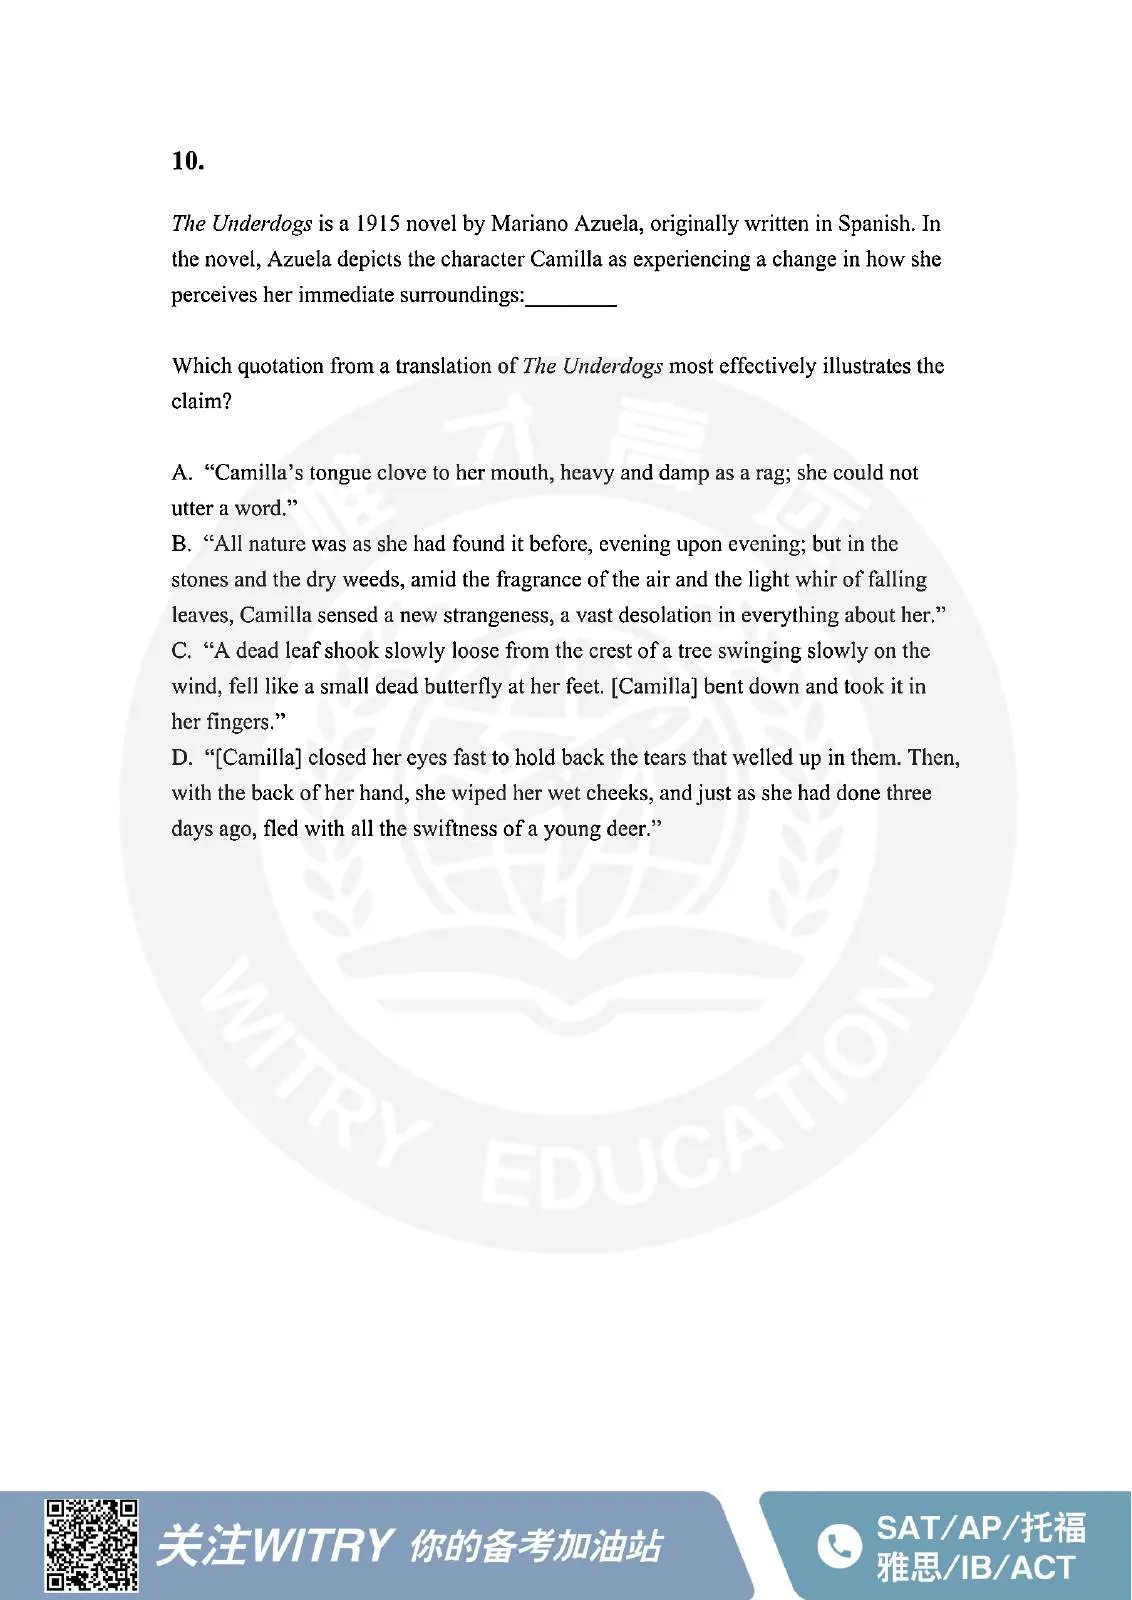 10.
The Underdogs is a 1915 novel by Mariano Azuela, originally written in Spanish. In
the novel, Azuela depicts the character Camilla as experiencing a change in how she
perceives her immediate surroundings:________
Which quotation from a translation of The Underdogs most effectively illustrates the
claim?
A. “Camilla’s tongue clove to her mouth, heavy and damp as a rag; she could not
utter a word.”
B. “All nature was as she had found it before, evening upon evening; but in the
stones and the dry weeds, amid the fragrance of the air and the light whir of falling
leaves, Camilla sensed a new strangeness, a vast desolation in everything about her.”
C. “A dead leaf shook slowly loose from the crest of a tree swinging slowly on the
wind, fell like a small dead butterfly at her feet. [Camilla] bent down and took it in
her fingers.”
D. “[Camilla] closed her eyes fast to hold back the tears that welled up in them. Then,
with the back of her hand, she wiped her wet cheeks, and just as she had done three
days ago, fled with all the swiftness of a young deer.”
惟才高远
WITRY EDUCATION
关注WITRY 你的备考加油站
SAT/AP/托福
雅思/IB/ACT